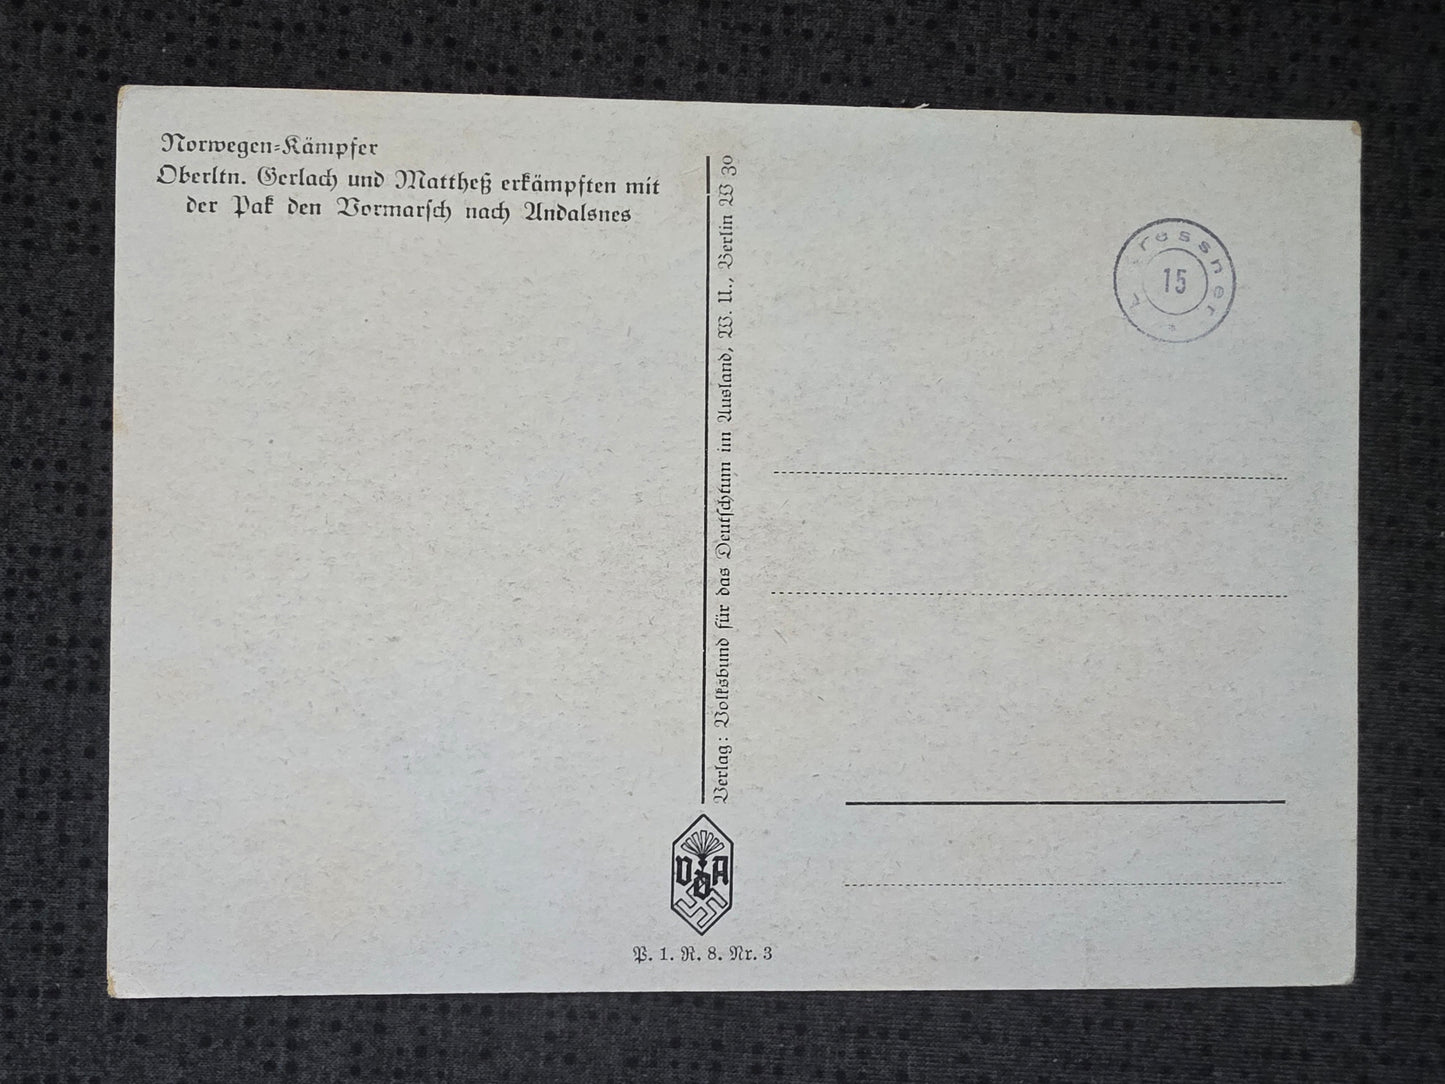 Norwegen-Kämpfer
Oberltn. Gerlach und Mattheß erkämpften mit
der Pak den Vormarsch nach Andalsnes
Verlag: Volksbund für das Deutschtum im Ausland, W. U., Berlin W 30
15
VDA
P. 1. R. 8. Nr. 3